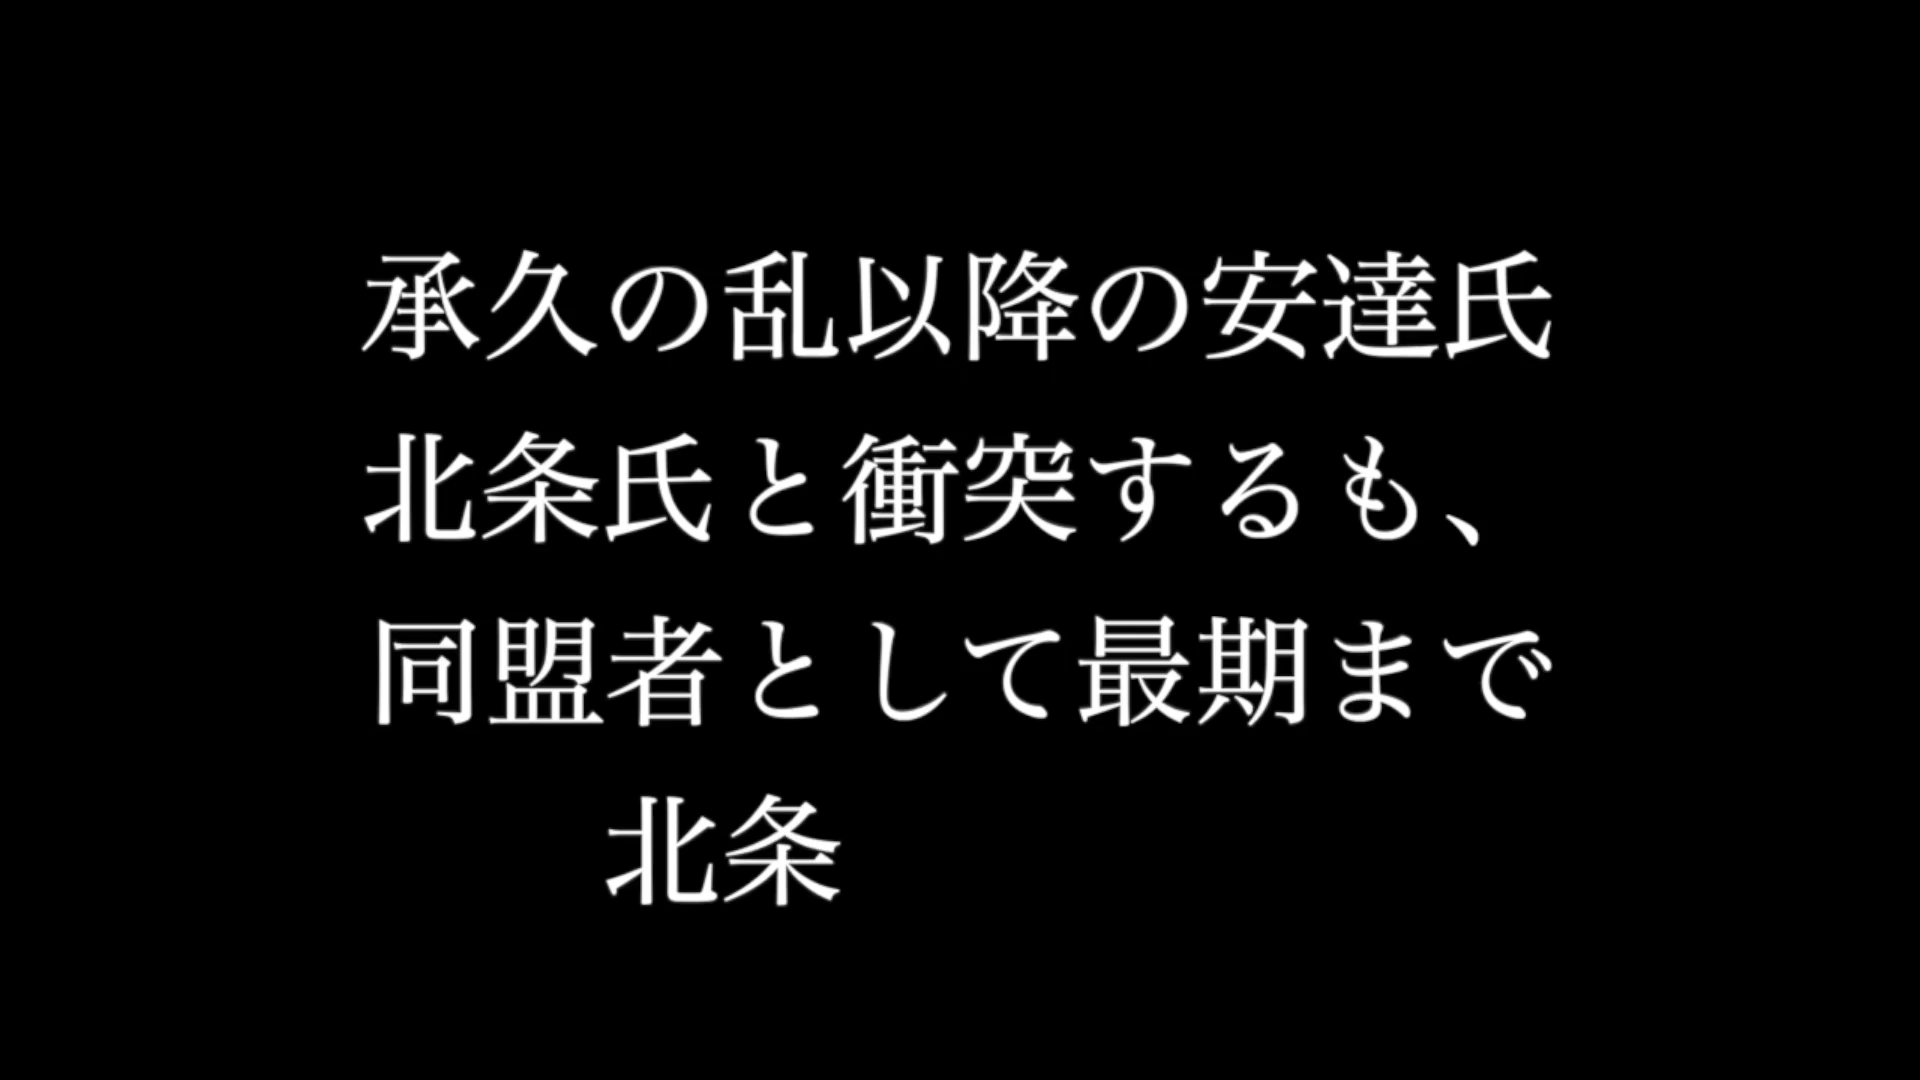 承久の乱以降の安達氏
北条氏と衝突するも、
同盟者として最期まで
北条